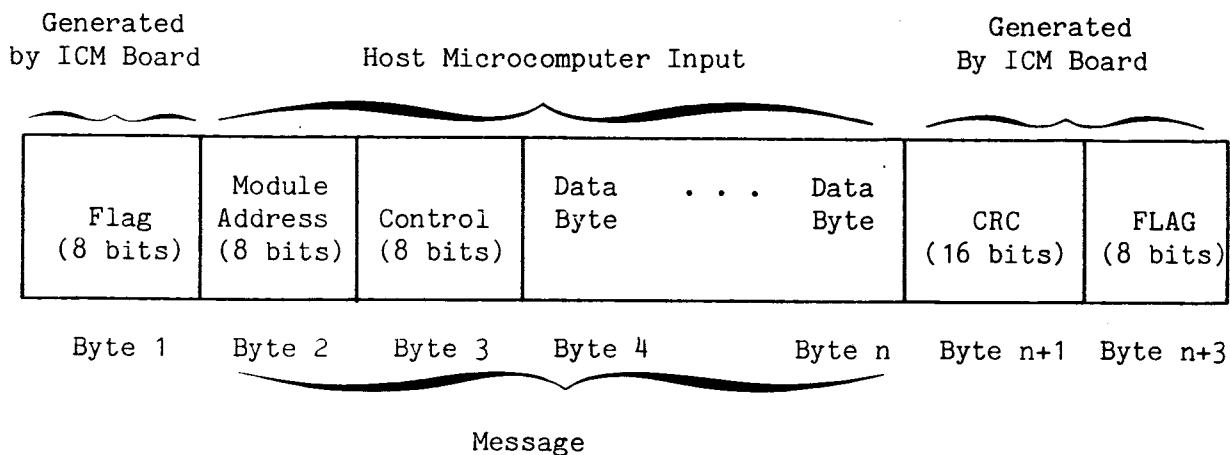 Generated
by ICM Board
Host Microcomputer Input
Generated
By ICM Board
Flag
(8 bits)
Module
Address
(8 bits)
Control
(8 bits)
Data
Byte
. . .
Data
Byte
CRC
(16 bits)
FLAG
(8 bits)
Byte 1
Byte 2
Byte 3
Byte 4
Byte n
Byte n+1
Byte n+3
Message